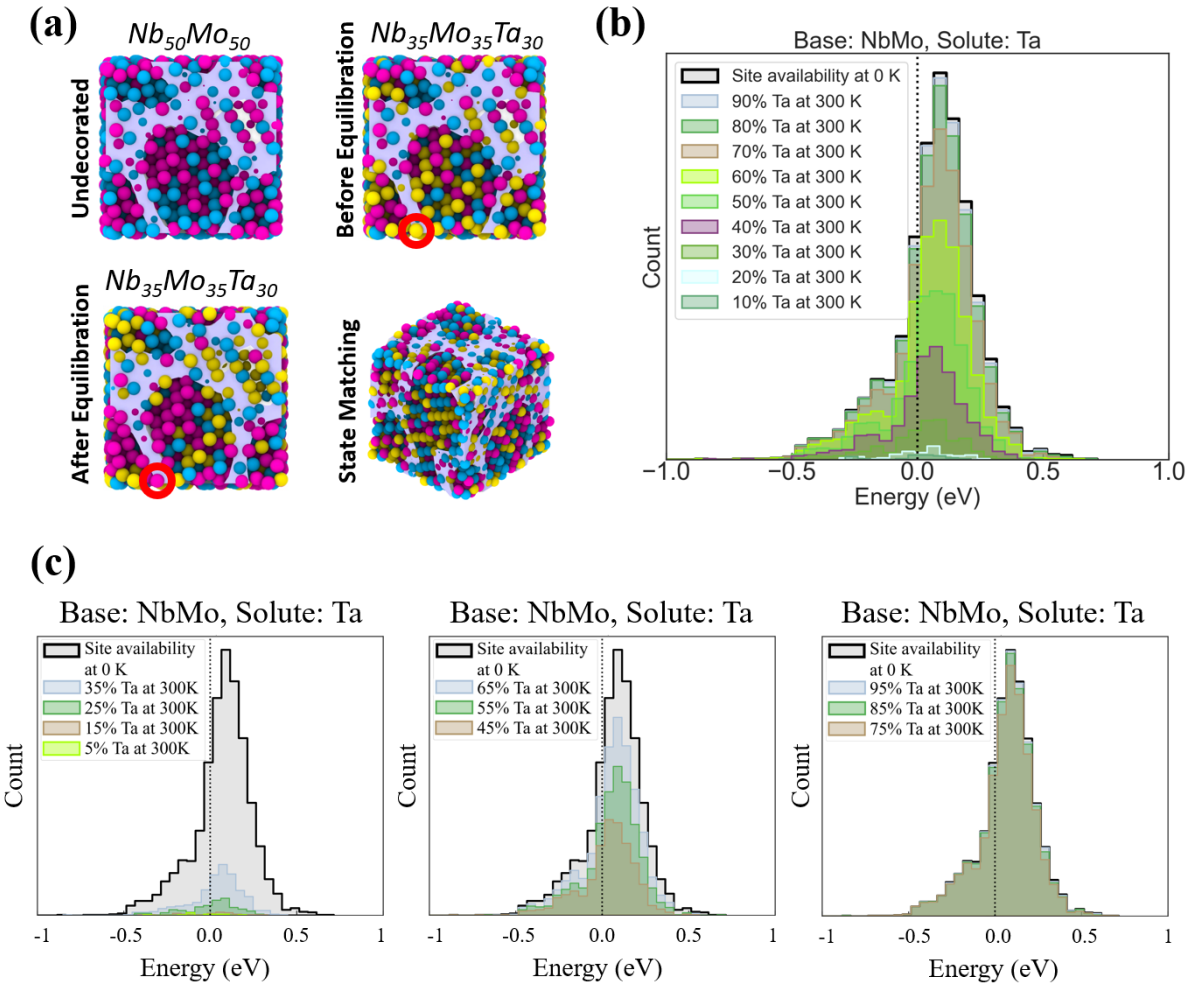 (a)
Nb50Mo50
Undecorated
Nb35Mo35Ta30
Before Equilibration
Nb35Mo35Ta30
After Equilibration
State Matching
(b)
Base: NbMo, Solute: Ta
Site availability at 0 K
90% Ta at 300 K
80% Ta at 300 K
70% Ta at 300 K
60% Ta at 300 K
50% Ta at 300 K
40% Ta at 300 K
30% Ta at 300 K
20% Ta at 300 K
10% Ta at 300 K
Count
−1.0 −0.5 0.0 0.5 1.0
Energy (eV)
(c)
Base: NbMo, Solute: Ta
Site availability
at 0 K
35% Ta at 300K
25% Ta at 300K
15% Ta at 300K
5% Ta at 300K
Count
-1 -0.5 0.0 0.5 1
Energy (eV)
Base: NbMo, Solute: Ta
Site availability
at 0 K
65% Ta at 300K
55% Ta at 300K
45% Ta at 300K
Count
-1 -0.5 0.0 0.5 1
Energy (eV)
Base: NbMo, Solute: Ta
Site availability
at 0 K
95% Ta at 300K
85% Ta at 300K
75% Ta at 300K
Count
-1 -0.5 0.0 0.5 1
Energy (eV)